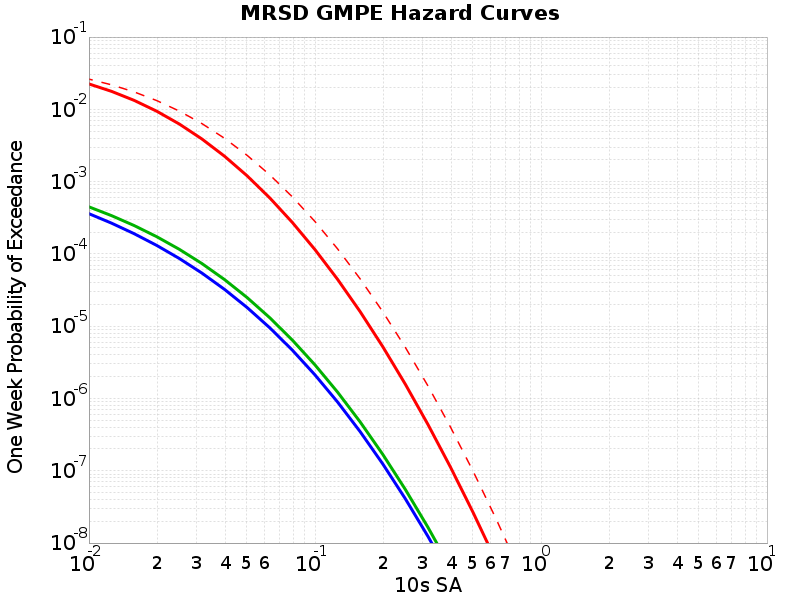 MRSD GMPE Hazard Curves
One Week Probability of Exceedance
10^-1
10^-2
10^-3
10^-4
10^-5
10^-6
10^-7
10^-8
10^-2 2 3 4 5 6 10^-1 2 3 4 5 6 7 10^0 2 3 4 5 6 7 10^1
10s SA